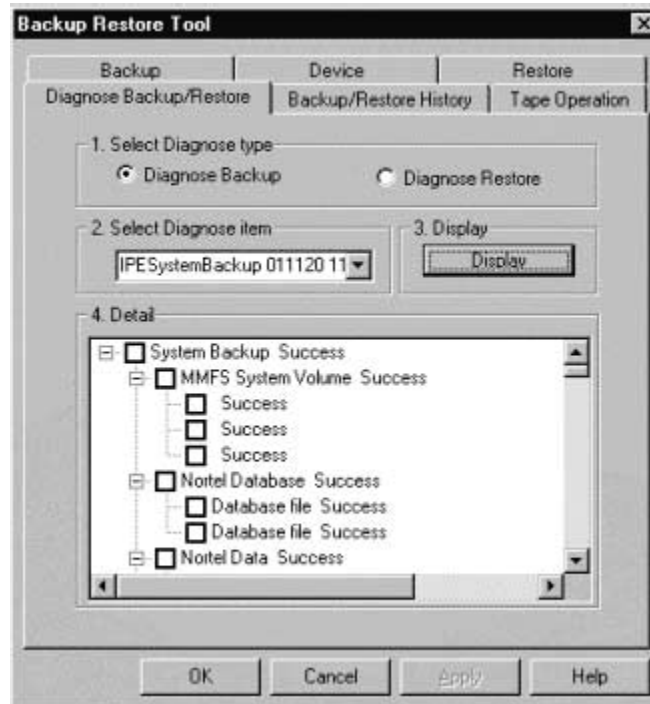 Backup Restore Tool
Backup Device Restore
Diagnose Backup/Restore Backup/Restore History Tape Operation
1. Select Diagnose type
Diagnose Backup Diagnose Restore
2. Select Diagnose item 3. Display
IPESystemBackup 011120 11 Display
4. Detail
System Backup Success
MMFS System Volume Success
Success
Success
Success
Nortel Database Success
Database file Success
Database file Success
Nortel Data Success
OK Cancel Apply Help